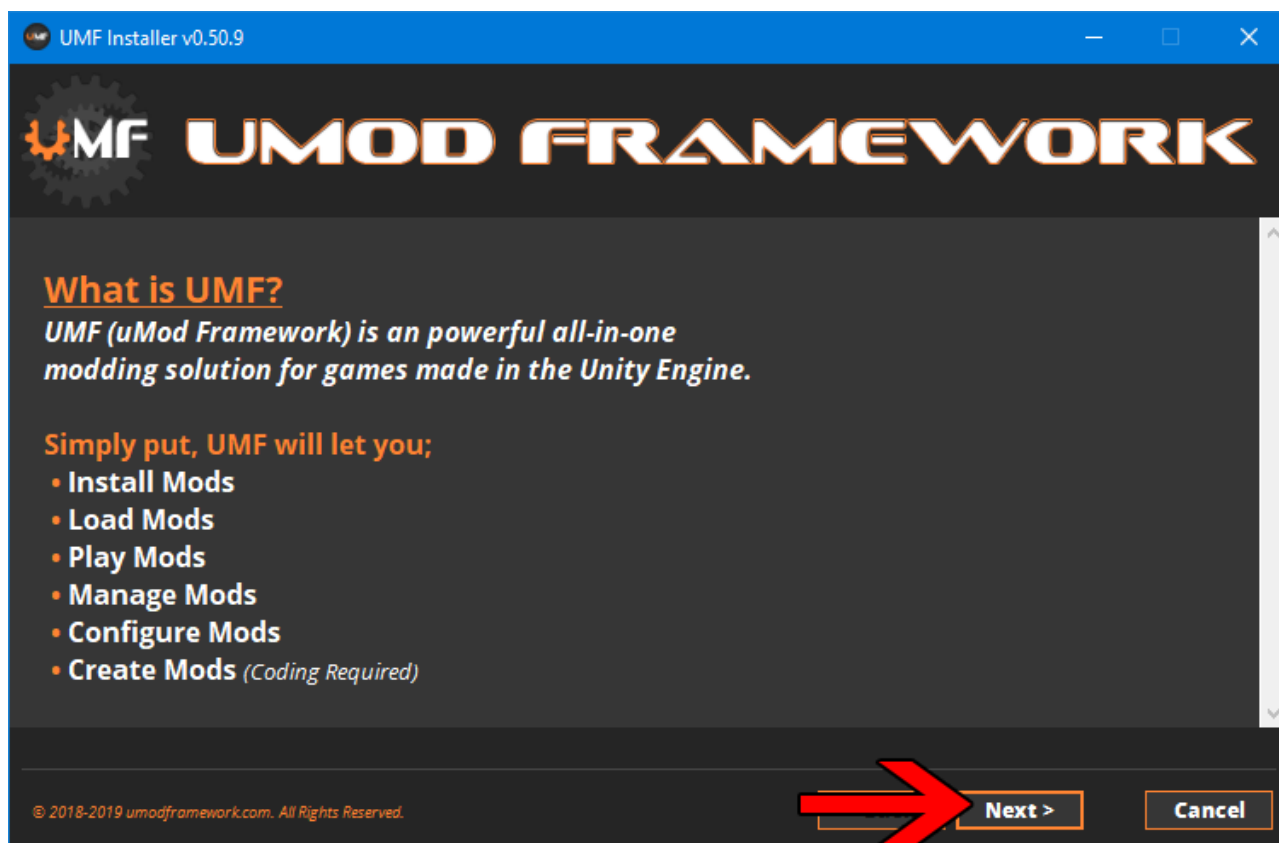 UMF Installer v0.50.9
UMF UMOD FRAMEWORK
What is UMF?
UMF (uMod Framework) is an powerful all-in-one
modding solution for games made in the Unity Engine.
Simply put, UMF will let you;
• Install Mods
• Load Mods
• Play Mods
• Manage Mods
• Configure Mods
• Create Mods (Coding Required)
© 2018-2019 umodframework.com. All Rights Reserved.
Next >
Cancel